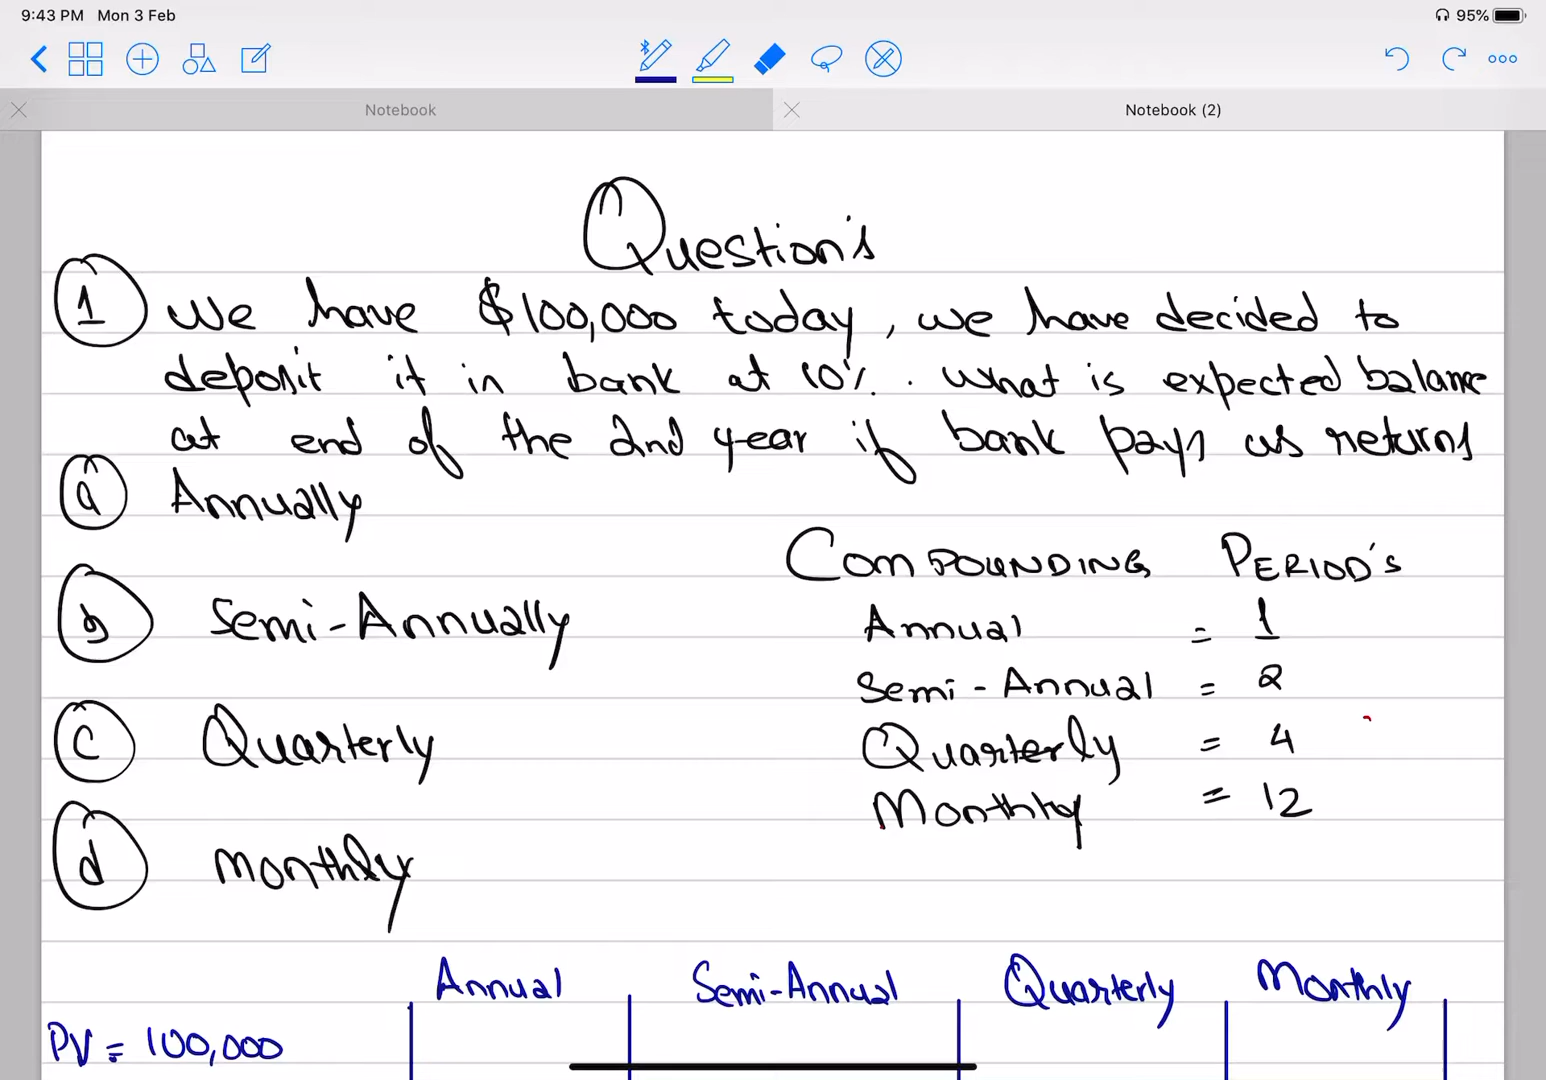 9:43 PM Mon 3 Feb
95%
Notebook
Notebook (2)
Question's
1 We have $100,000 today, we have decided to
deposit it in bank at 10%. What is expected balance
at end of the 2nd year if bank pays us returns
a Annually
b Semi-Annually
c Quarterly
d Monthly
Compounding Period's
Annual = 1
Semi-Annual = 2
Quarterly = 4
Monthly = 12
Annual Semi-Annual Quarterly Monthly
PV = 100,000